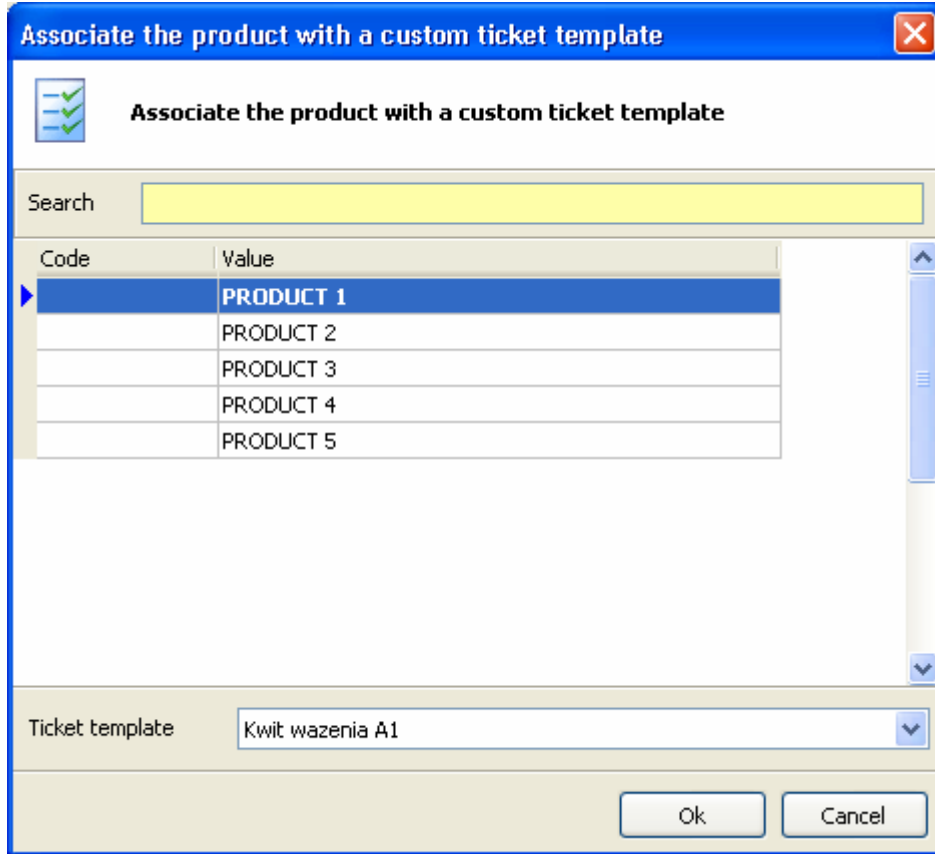 Associate the product with a custom ticket template
Associate the product with a custom ticket template
Search
Code Value
PRODUCT 1
PRODUCT 2
PRODUCT 3
PRODUCT 4
PRODUCT 5
Ticket template Kwit wazenia A1
Ok Cancel